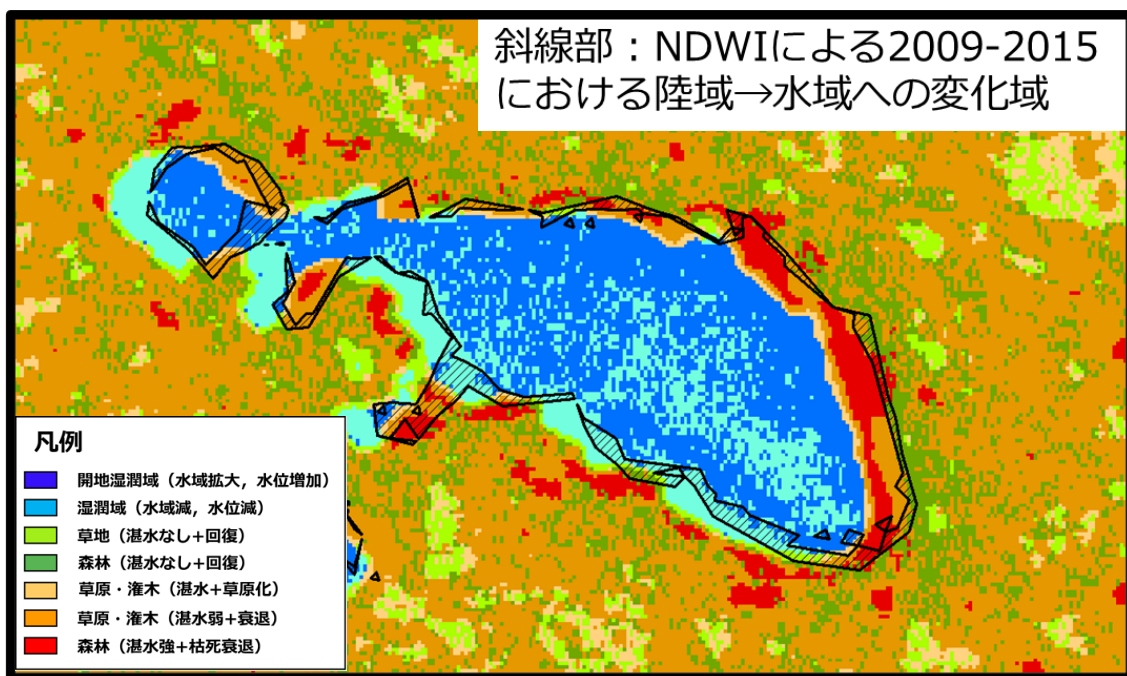 斜線部：NDWIによる2009-2015
における陸域→水域への変化域
凡例
開地湿潤域（水域拡大，水位増加）
湿潤域（水域減，水位減）
草地（湛水なし+回復）
森林（湛水なし+回復）
草原・潅木（湛水+草原化）
草原・潅木（湛水弱+衰退）
森林（湛水強+枯死衰退）